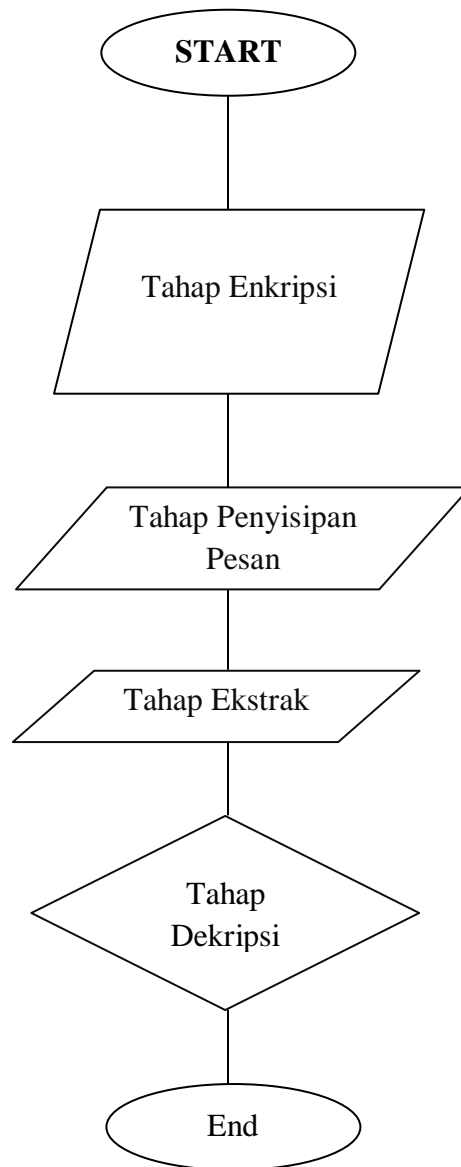 START
Tahap Enkripsi
Tahap Penyisipan
Pesan
Tahap Ekstrak
Tahap
Dekripsi
End